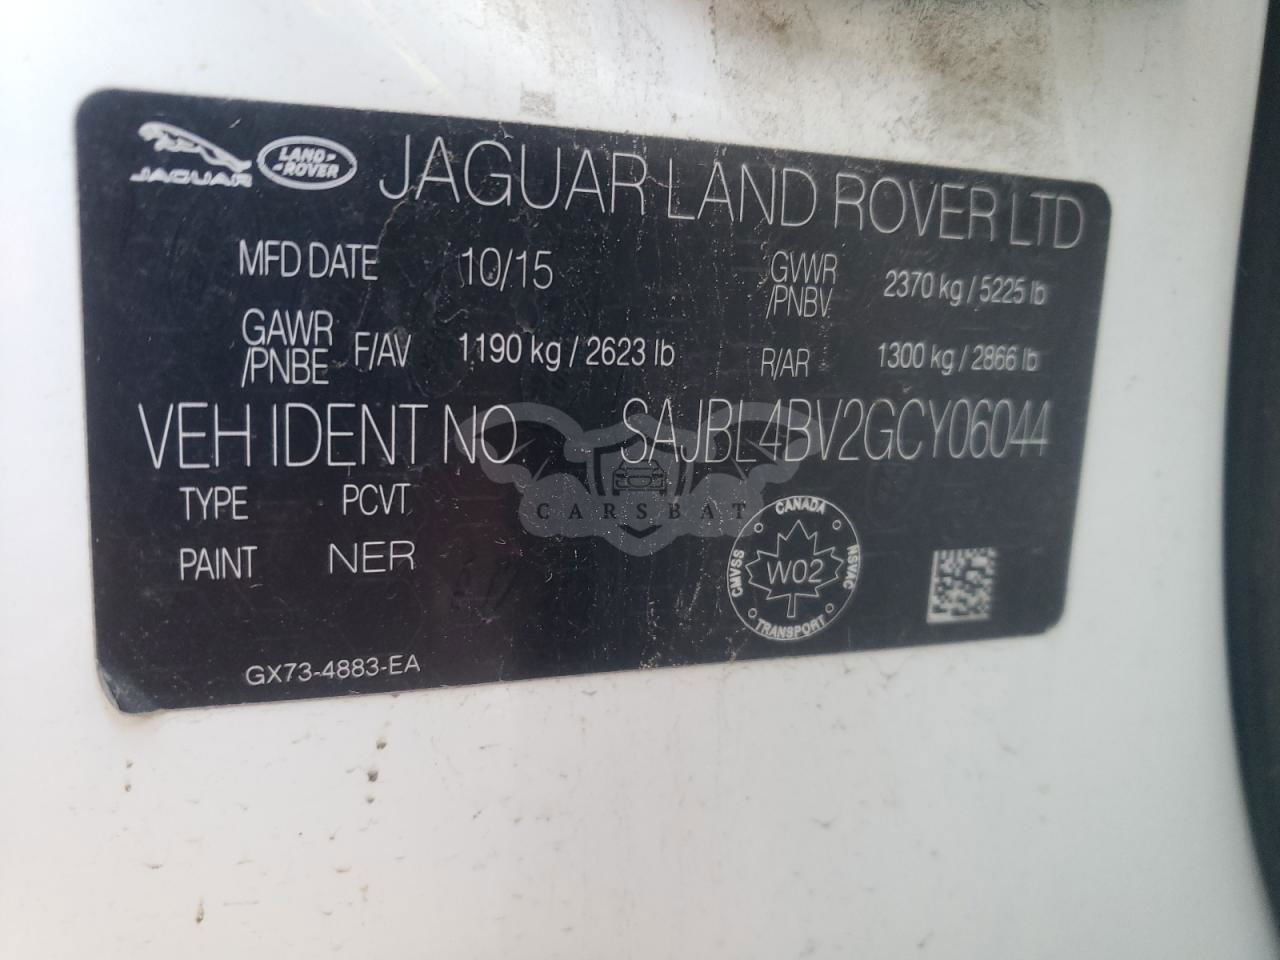 JAGUAR
LAND-
-ROVER
JAGUAR LAND ROVER LTD
MFD DATE 10/15 GVWR /PNBV 2370 kg / 5225 lb
GAWR /PNBE F/AV 1190 kg / 2623 lb R/AR 1300 kg / 2866 lb
VEH IDENT NO SAJBL4BV2GCY06044
TYPE PCVT
PAINT NER
CARSBAT
CANADA
CMVSS
W02
NSVAC
TRANSPORT
GX73-4883-EA